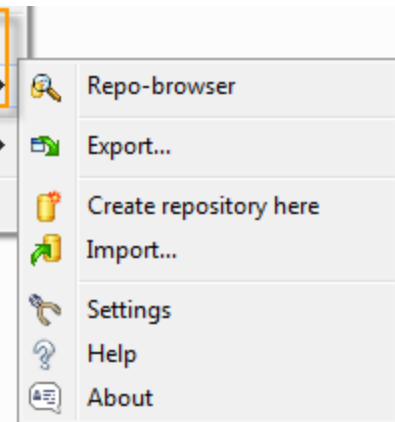 Repo-browser
Export...
Create repository here
Import...
Settings
Help
About